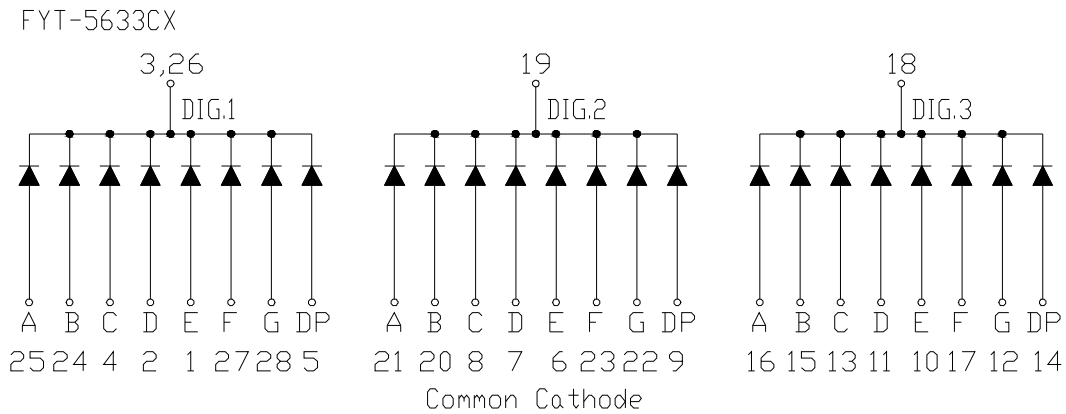 FYT-5633CX
3,26 19 18
DIG.1 DIG.2 DIG.3
A B C D E F G DP A B C D E F G DP A B C D E F G DP
25 24 4 2 1 27 28 5 21 20 8 7 6 23 22 9 16 15 13 11 10 17 12 14
Common Cathode